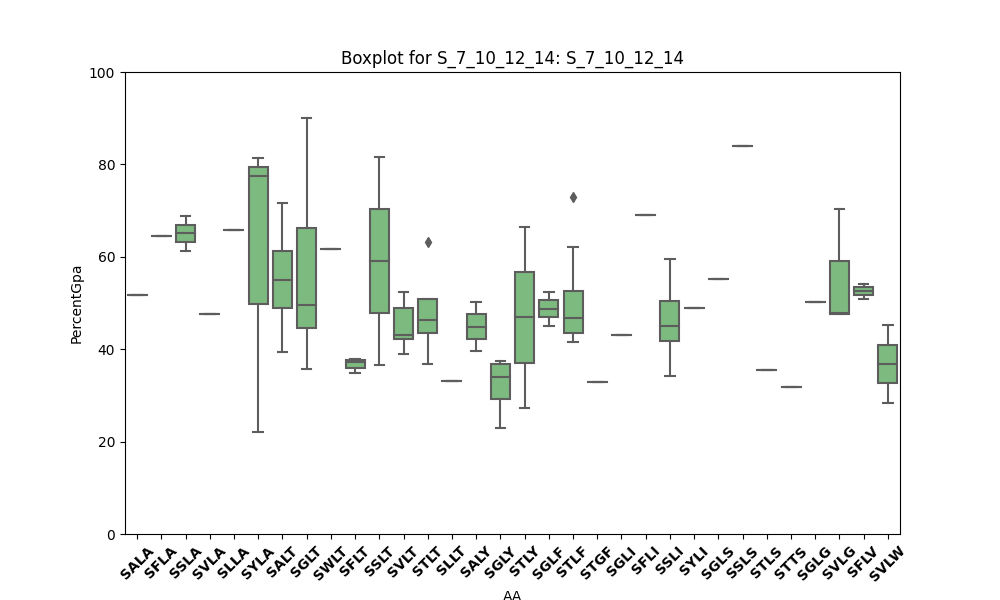 Boxplot for S_7_10_12_14: S_7_10_12_14
100
80
60
40
20
0
PercentGpa
SALA SFLA SSLA SVLA SLLA SYLA SALT SGLT SWLT SFLT SSLT SVLT STLT SLLT SALY SGLY STLY SGLF STLF STGF SGLI SFLI SSLI SYLI SGLS SSLS STLS STTS SGLG SVLG SFLV SVLW
AA